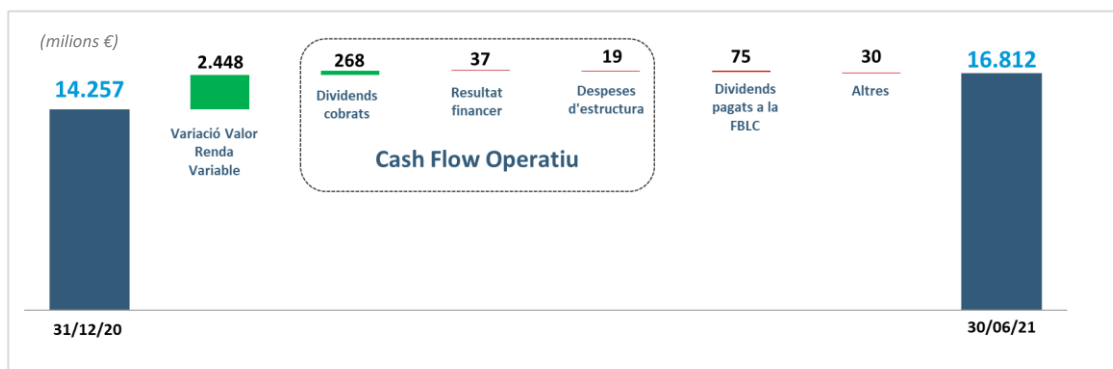 (milions €)
14.257
2.448
Variació Valor
Renda
Variable
268
Dividends
cobrats
37
Resultat
financer
19
Despeses
d'estructura
Cash Flow Operatiu
75
Dividends
pagats a la
FBLC
30
Altres
16.812
31/12/20
30/06/21